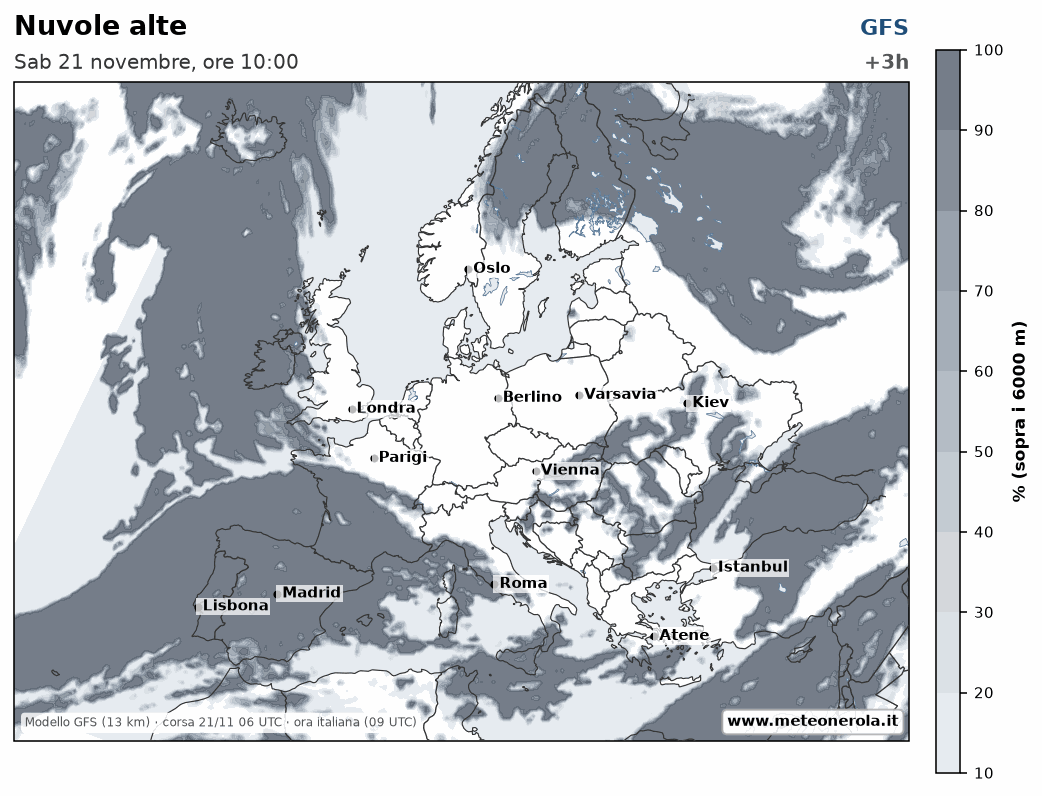 Nuvole alte
GFS
Sab 21 novembre, ore 10:00
+3h
100
90
80
70
60
50
40
30
20
10
% (sopra i 6000 m)
Oslo
Berlino
Varsavia
Kiev
Londra
Parigi
Vienna
Istanbul
Roma
Madrid
Lisbona
Atene
Modello GFS (13 km) · corsa 21/11 06 UTC · ora italiana (09 UTC)
www.meteonerola.it